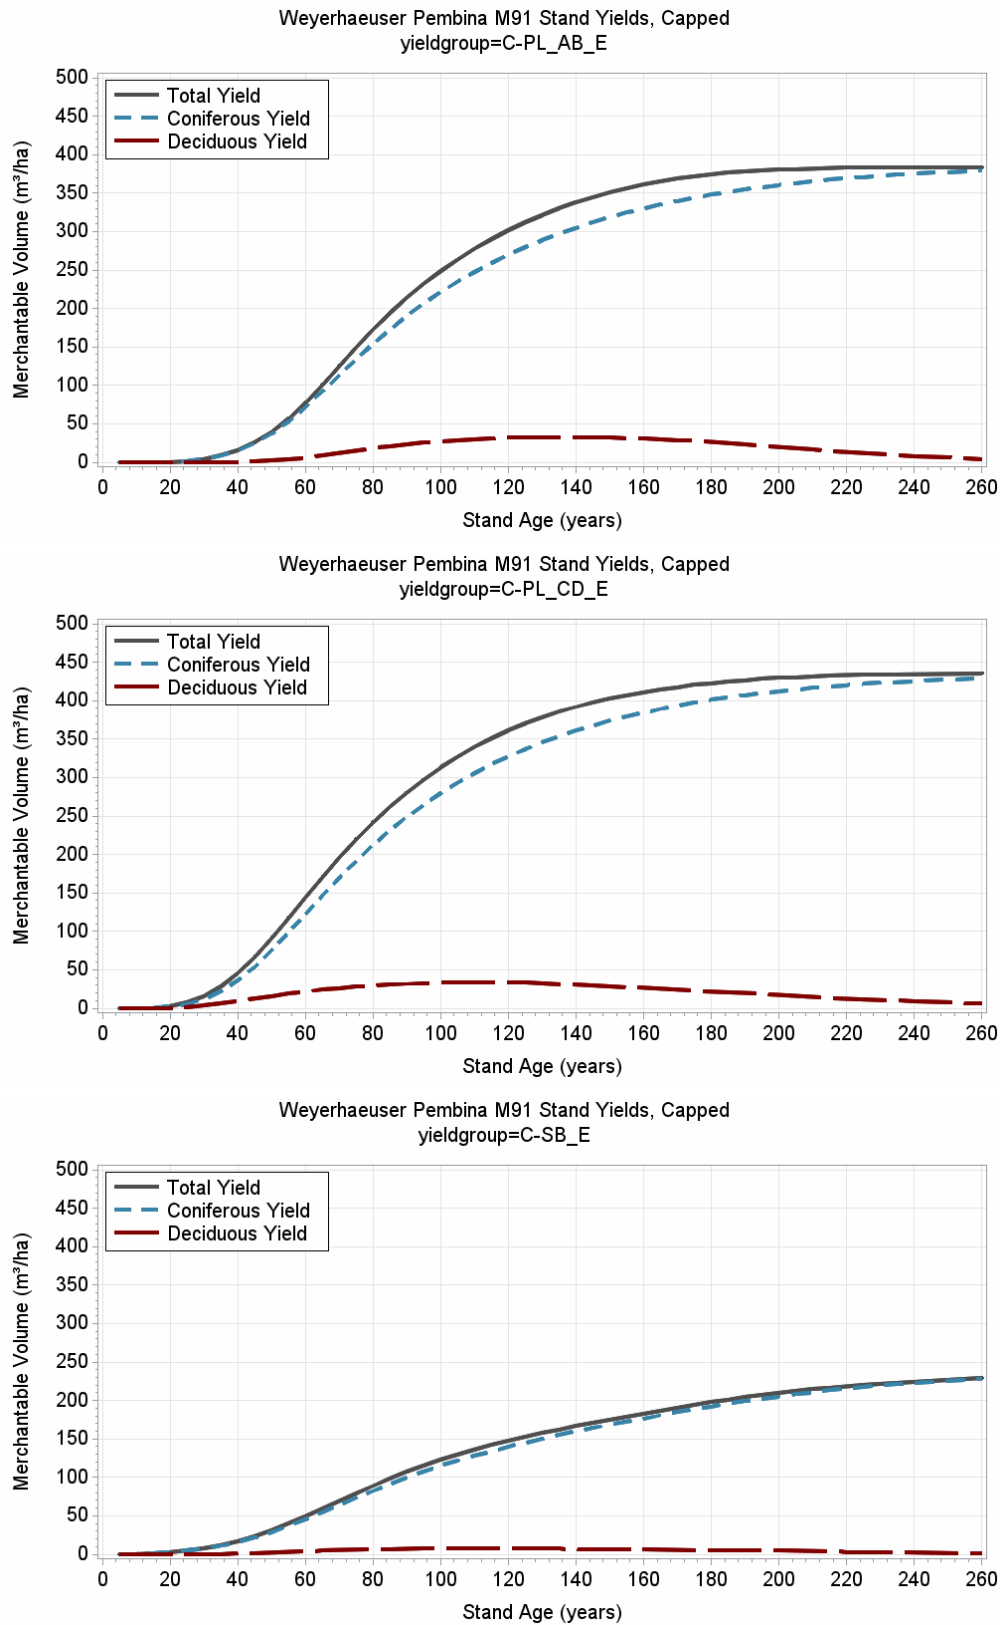 Weyerhaeuser Pembina M91 Stand Yields, Capped
yieldgroup=C-PL_AB_E
Merchantable Volume (m³/ha)
500
450
400
350
300
250
200
150
100
50
0
Total Yield
Coniferous Yield
Deciduous Yield
0 20 40 60 80 100 120 140 160 180 200 220 240 260
Stand Age (years)
Weyerhaeuser Pembina M91 Stand Yields, Capped
yieldgroup=C-PL_CD_E
Merchantable Volume (m³/ha)
500
450
400
350
300
250
200
150
100
50
0
Total Yield
Coniferous Yield
Deciduous Yield
0 20 40 60 80 100 120 140 160 180 200 220 240 260
Stand Age (years)
Weyerhaeuser Pembina M91 Stand Yields, Capped
yieldgroup=C-SB_E
Merchantable Volume (m³/ha)
500
450
400
350
300
250
200
150
100
50
0
Total Yield
Coniferous Yield
Deciduous Yield
0 20 40 60 80 100 120 140 160 180 200 220 240 260
Stand Age (years)